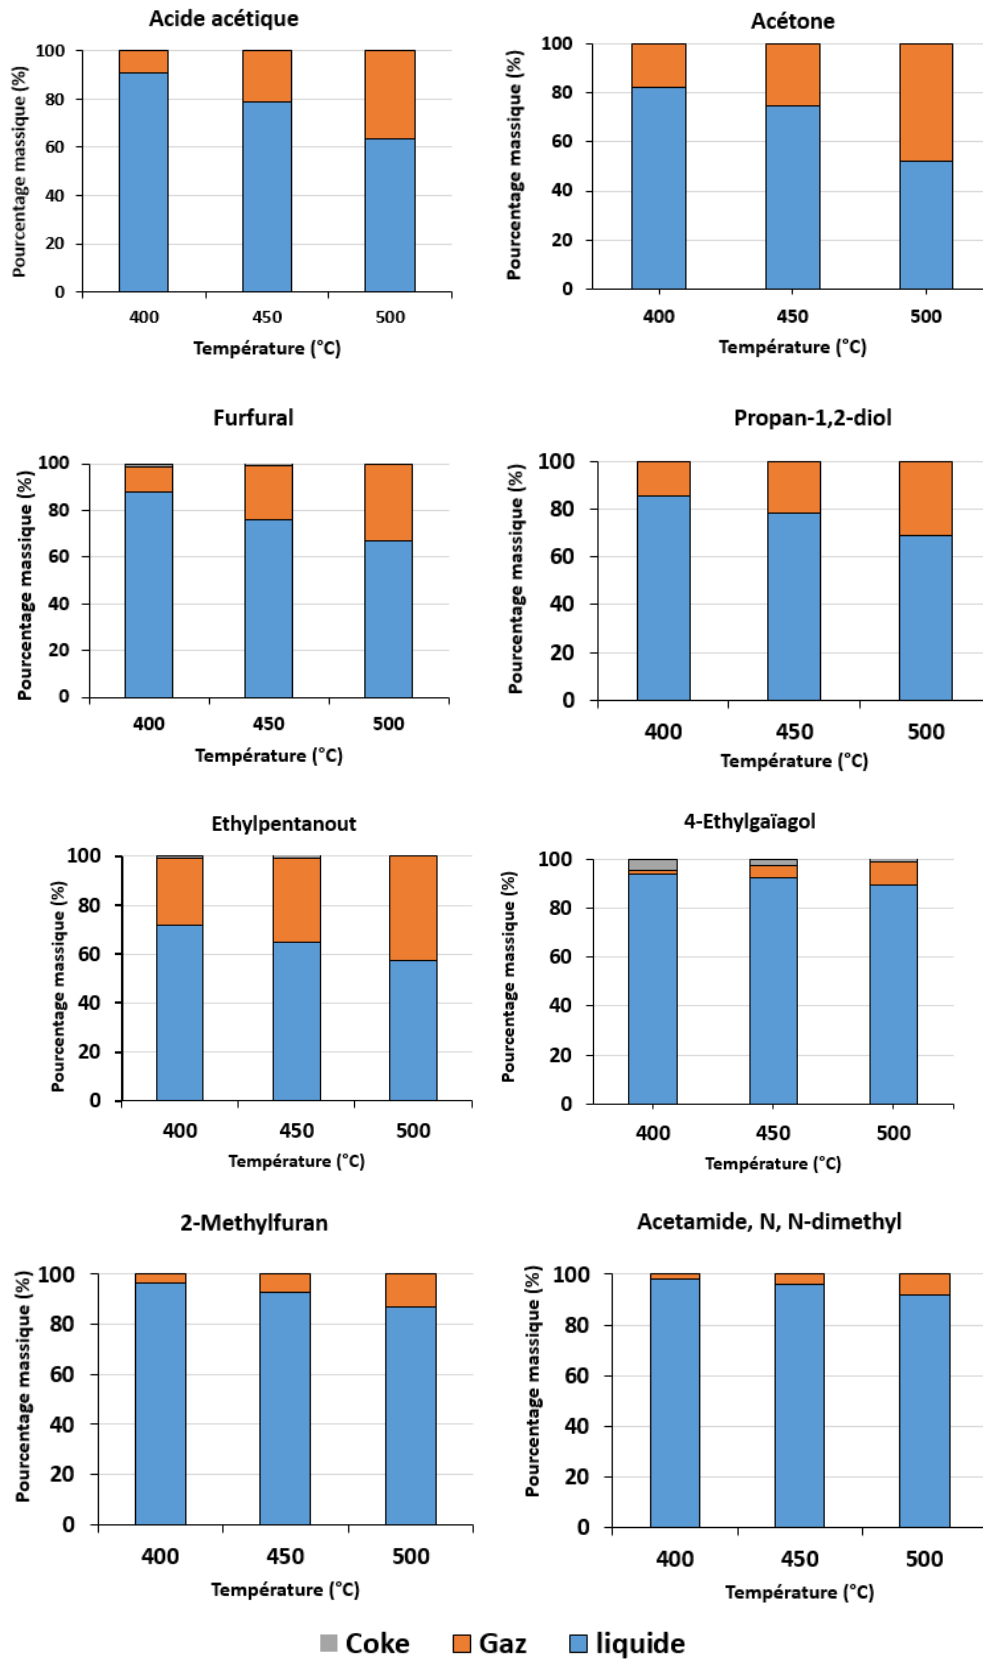 Acide acétique
Pourcentage massique (%)
100
80
60
40
20
0
400 450 500
Température (°C)
Acétone
Pourcentage massique (%)
100
80
60
40
20
0
400 450 500
Température (°C)
Furfural
Pourcentage massique (%)
100
80
60
40
20
0
400 450 500
Température (°C)
Propan-1,2-diol
Pourcentage massique (%)
100
80
60
40
20
0
400 450 500
Température (°C)
Ethylpentanout
Pourcentage massique (%)
100
80
60
40
20
0
400 450 500
Température (°C)
4-Ethylgaïagol
Pourcentage massique (%)
100
80
60
40
20
0
400 450 500
Température (°C)
2-Methylfuran
Pourcentage massique (%)
100
80
60
40
20
0
400 450 500
Température (°C)
Acetamide, N, N-dimethyl
Pourcentage massique (%)
100
80
60
40
20
0
400 450 500
Température (°C)
Coke Gaz liquide